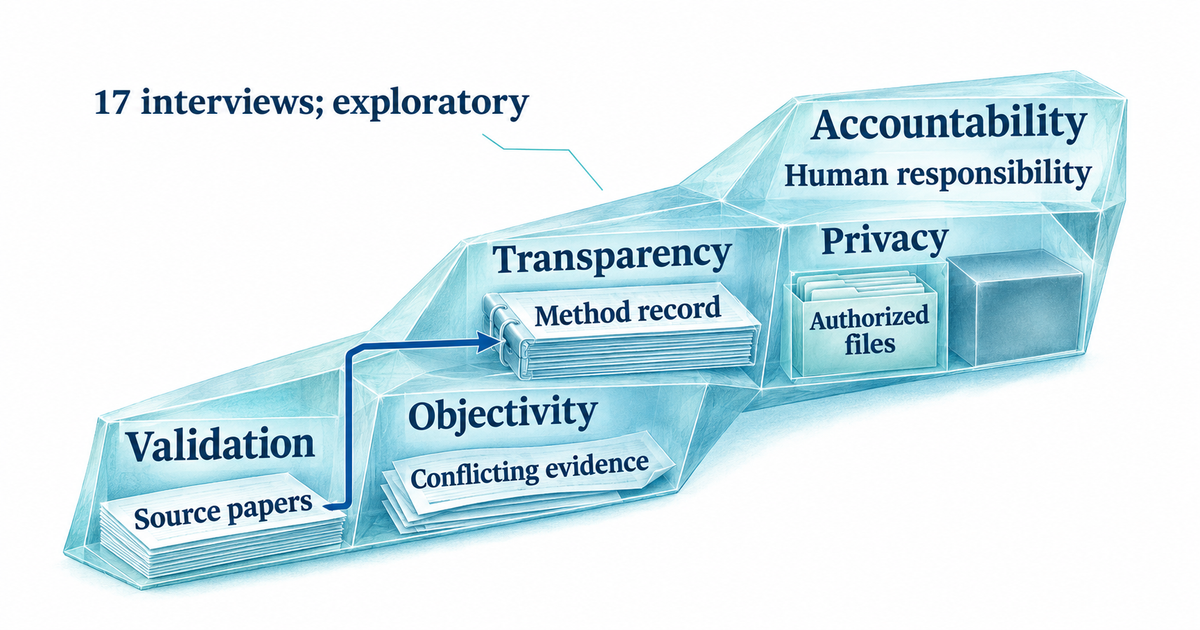 17 interviews; exploratory
Accountability
Human responsibility
Transparency
Method record
Privacy
Authorized
files
Validation
Source papers
Objectivity
Conflicting evidence